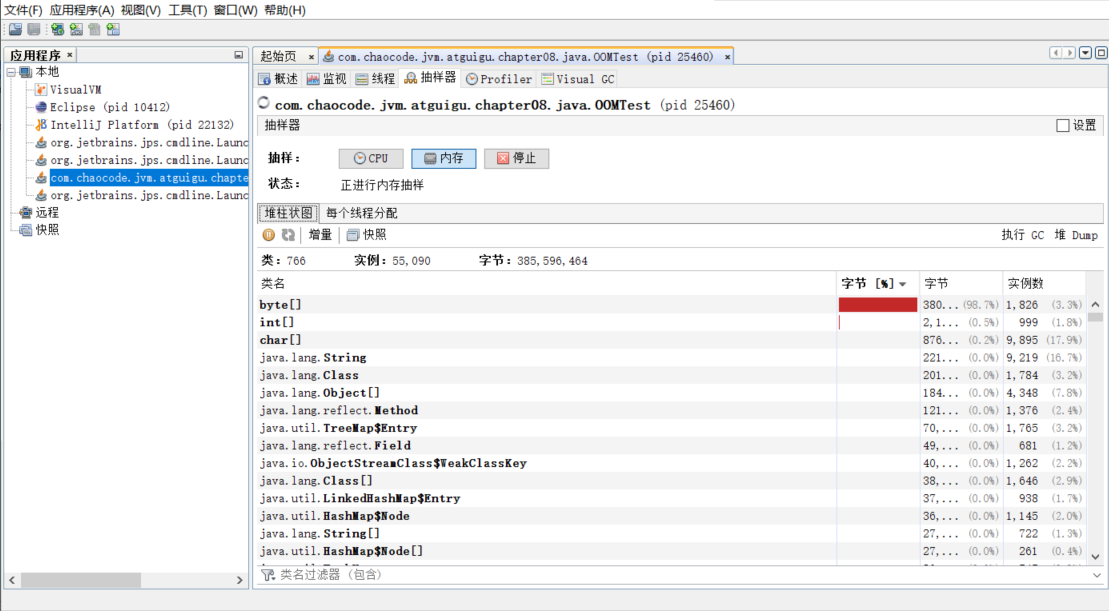 文件(F) 应用程序(A) 视图(V) 工具(T) 窗口(W) 帮助(H)
应用程序 ×
本地
VisualVM
Eclipse (pid 10412)
IntelliJ Platform (pid 22132)
org.jetbrains.jps.cmdline.Launc
org.jetbrains.jps.cmdline.Launc
com.chaocode.jvm.atguigu.chapte
org.jetbrains.jps.cmdline.Launc
远程
快照
起始页 × com.chaocode.jvm.atguigu.chapter08.java.OOMTest (pid 25460) ×
概述 监视 线程 抽样器 Profiler Visual GC
com.chaocode.jvm.atguigu.chapter08.java.OOMTest (pid 25460)
抽样器 设置
抽样： CPU 内存 停止
状态： 正进行内存抽样
堆柱状图 每个线程分配
增量 快照 执行 GC 堆 Dump
类：766 实例：55,090 字节：385,596,464
类名 字节 [%] 字节 实例数
byte[] 380... (98.7%) 1,826 (3.3%)
int[] 2,1... (0.5%) 999 (1.8%)
char[] 876... (0.2%) 9,895 (17.9%)
java.lang.String 221... (0.0%) 9,219 (16.7%)
java.lang.Class 201... (0.0%) 1,784 (3.2%)
java.lang.Object[] 184... (0.0%) 4,348 (7.8%)
java.lang.reflect.Method 121... (0.0%) 1,376 (2.4%)
java.util.TreeMap$Entry 70,... (0.0%) 1,765 (3.2%)
java.lang.reflect.Field 49,... (0.0%) 681 (1.2%)
java.io.ObjectStreamClass$WeakClassKey 40,... (0.0%) 1,262 (2.2%)
java.lang.Class[] 38,... (0.0%) 1,646 (2.9%)
java.util.LinkedHashMap$Entry 37,... (0.0%) 938 (1.7%)
java.util.HashMap$Node 36,... (0.0%) 1,145 (2.0%)
java.lang.String[] 27,... (0.0%) 722 (1.3%)
java.util.HashMap$Node[] 27,... (0.0%) 261 (0.4%)
类名过滤器 (包含)